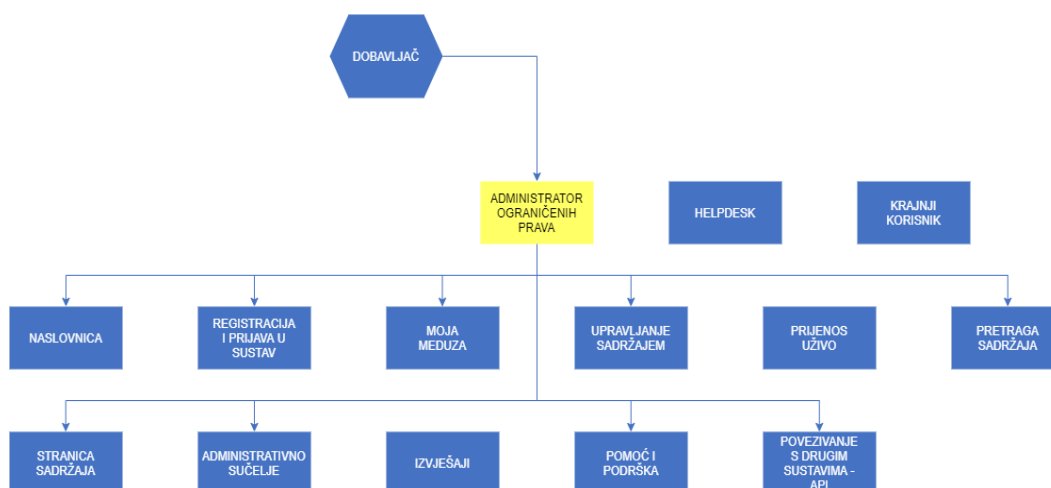 DOBAVLJAČ
ADMINISTRATOR
OGRANIČENIH
PRAVA
HELPDESK
KRAJNJI
KORISNIK
NASLOVNICA
REGISTRACIJA
I PRIJAVA U
SUSTAV
MOJA
MEDUZA
UPRAVLJANJE
SADRŽAJEM
PRIJENOS
UŽIVO
PRETRAGA
SADRŽAJA
STRANICA
SADRŽAJA
ADMINISTRATIVNO
SUČELJE
IZVJEŠAJI
POMOĆ I
PODRŠKA
POVEZIVANJE
S DRUGIM
SUSTAVIMA -
API